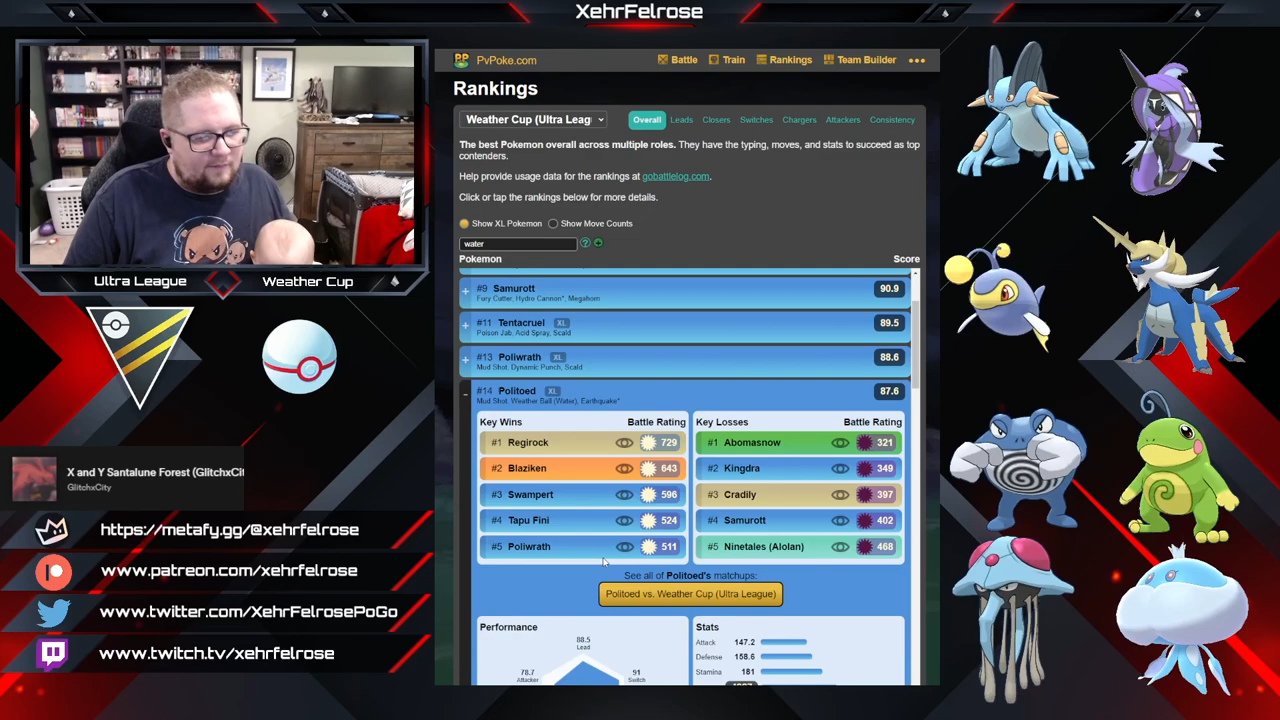 XehrFelrose
PvPoke.com
Battle
Train
Rankings
Team Builder
Rankings
Weather Cup (Ultra Leag
Overall
Leads
Closers
Switches
Chargers
Attackers
Consistency
The best Pokemon overall across multiple roles. They have the typing, moves, and stats to succeed as top
contenders.
Help provide usage data for the rankings at gobattlelog.com.
Click or tap the rankings below for more details.
Show XL Pokemon
Show Move Counts
water
?
Pokemon
Score
#9 Samurott
90.9
Fury Cutter, Hydro Cannon*, Megahorn
#11 Tentacruel XL
89.5
Poison Jab, Acid Spray, Scald
#13 Poliwrath XL
88.6
Mud Shot, Dynamic Punch, Scald
#14 Politoed XL
87.6
Mud Shot, Weather Ball (Water), Earthquake*
Key Wins Battle Rating
#1 Regirock 729
#2 Blaziken 643
#3 Swampert 596
#4 Tapu Fini 524
#5 Poliwrath 511
Key Losses Battle Rating
#1 Abomasnow 321
#2 Kingdra 349
#3 Cradily 397
#4 Samurott 402
#5 Ninetales (Alolan) 468
See all of Politoed's matchups:
Politoed vs. Weather Cup (Ultra League)
Performance
88.5
Lead
78.7
Attacker
91
Switch
Stats
Attack 147.2
Defense 158.6
Stamina 181
Ultra League
Weather Cup
X and Y Santalune Forest (GlitchxCit
GlitchxCity
https://metafy.gg/@xehrfelrose
www.patreon.com/xehrfelrose
www.twitter.com/XehrFelrosePoGo
www.twitch.tv/xehrfelrose